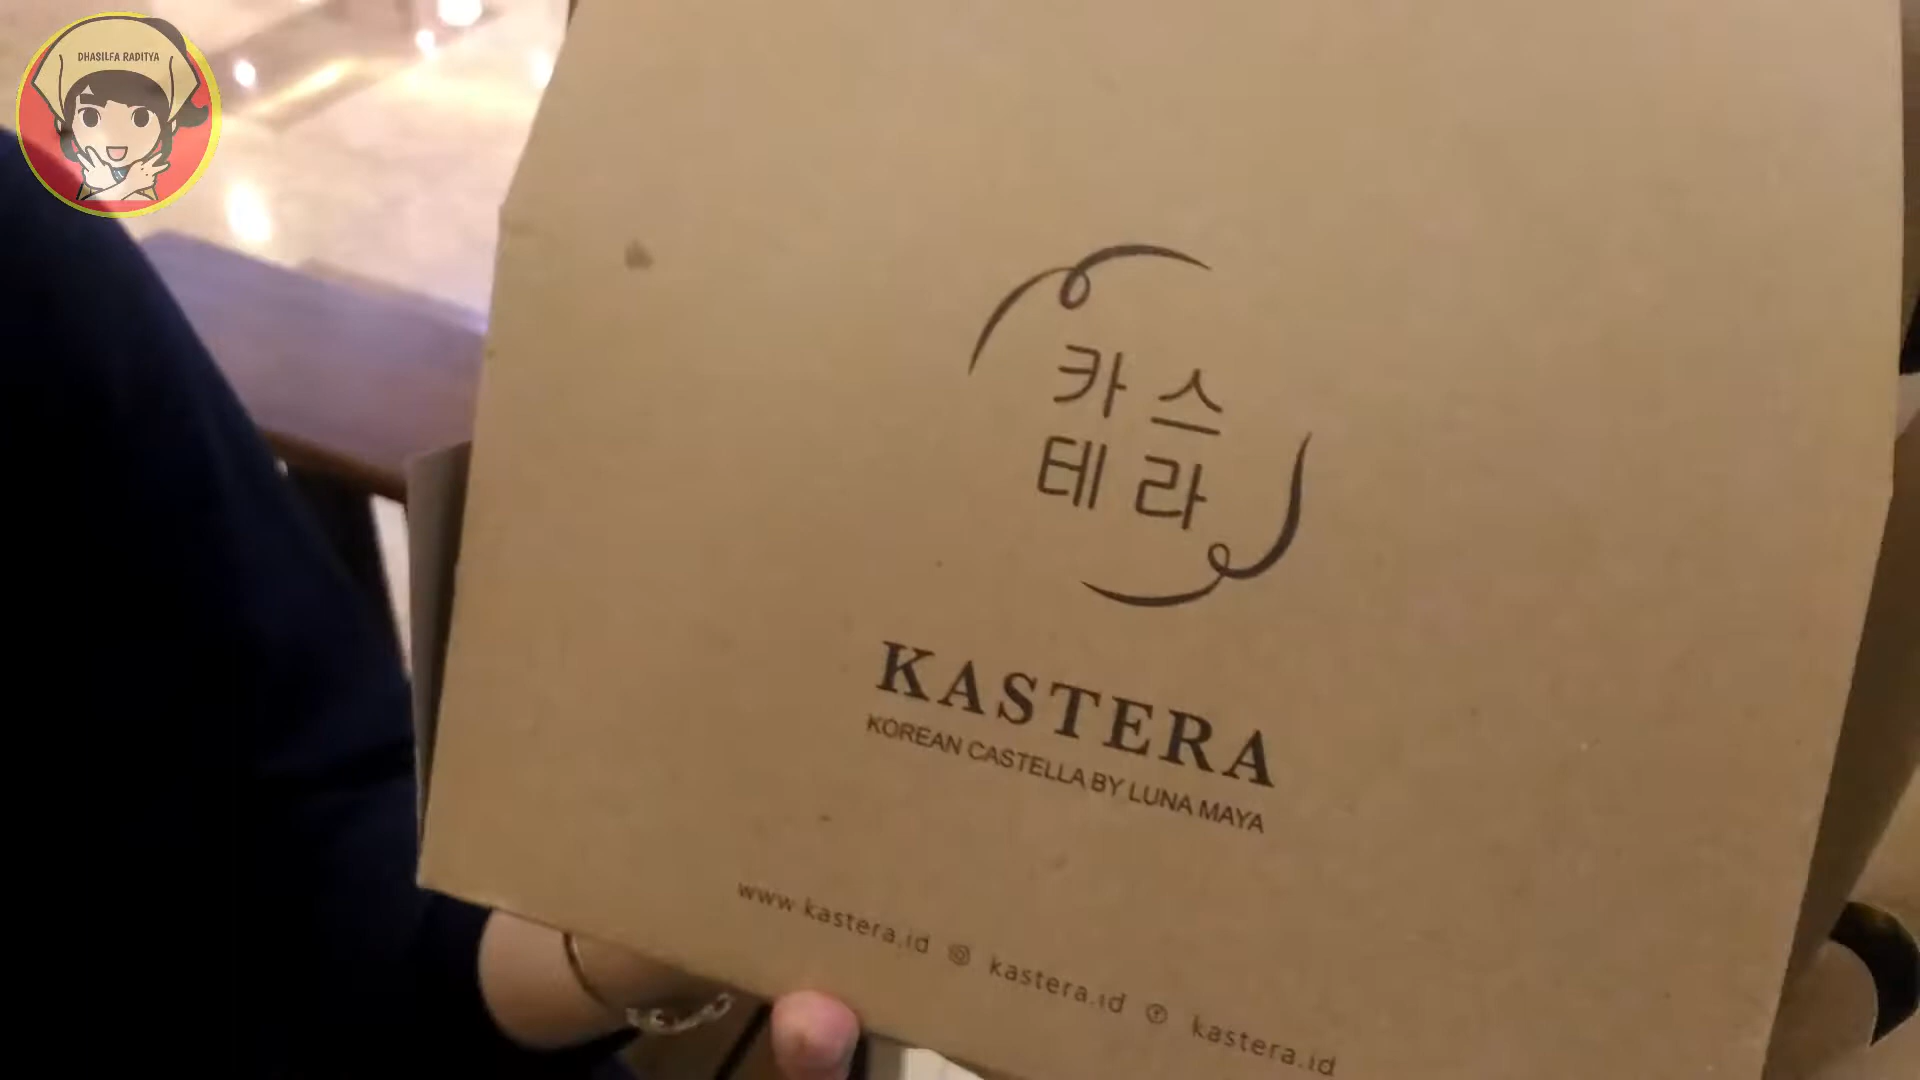 DHASILFA RADITYA
카스
테라
KASTERA
KOREAN CASTELLA BY LUNA MAYA
www.kastera.id kastera.id kastera.id